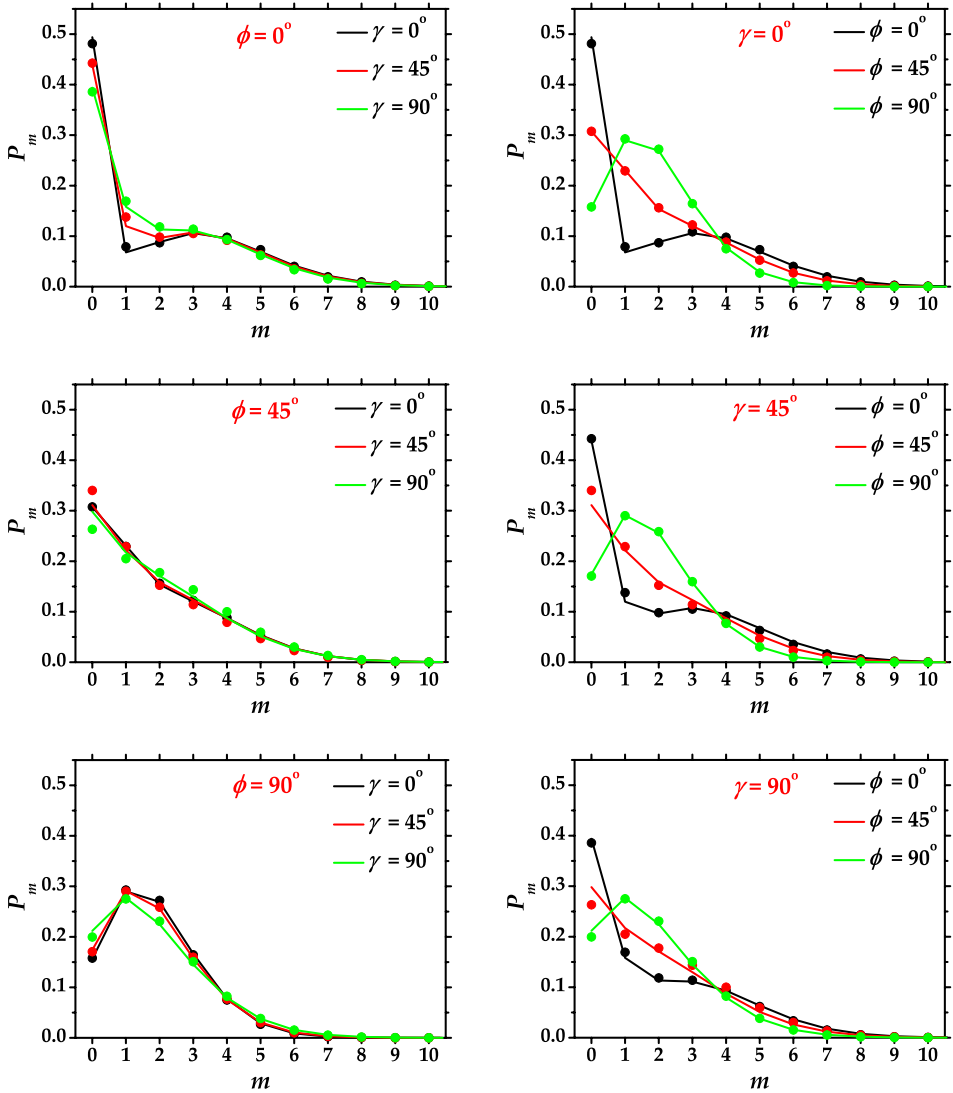 ϕ = 0° γ = 0° γ = 45° γ = 90°
0.5 0.4 0.3 0.2 0.1 0.0
P_m
0 1 2 3 4 5 6 7 8 9 10
m
γ = 0° ϕ = 0° ϕ = 45° ϕ = 90°
0.5 0.4 0.3 0.2 0.1 0.0
P_m
0 1 2 3 4 5 6 7 8 9 10
m
ϕ = 45° γ = 0° γ = 45° γ = 90°
0.5 0.4 0.3 0.2 0.1 0.0
P_m
0 1 2 3 4 5 6 7 8 9 10
m
γ = 45° ϕ = 0° ϕ = 45° ϕ = 90°
0.5 0.4 0.3 0.2 0.1 0.0
P_m
0 1 2 3 4 5 6 7 8 9 10
m
ϕ = 90° γ = 0° γ = 45° γ = 90°
0.5 0.4 0.3 0.2 0.1 0.0
P_m
0 1 2 3 4 5 6 7 8 9 10
m
γ = 90° ϕ = 0° ϕ = 45° ϕ = 90°
0.5 0.4 0.3 0.2 0.1 0.0
P_m
0 1 2 3 4 5 6 7 8 9 10
m